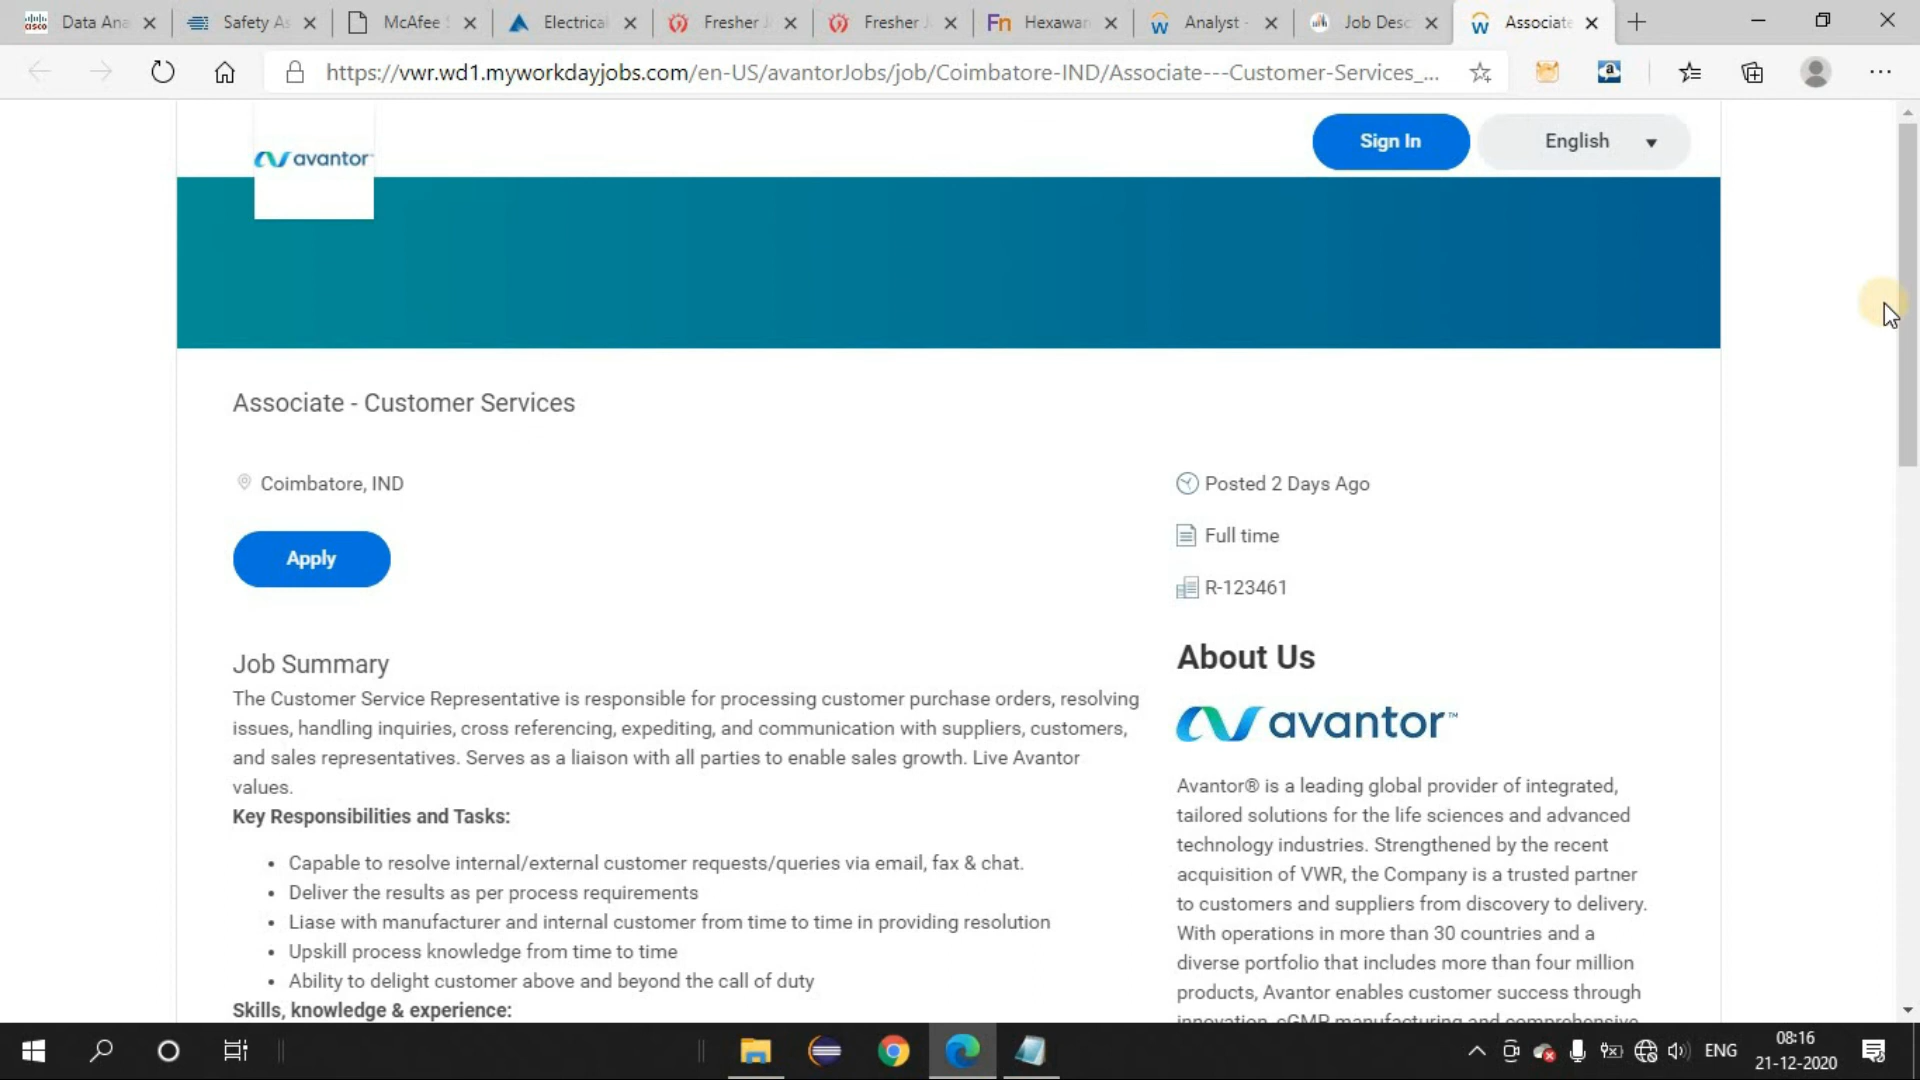 cisco Data Ana
Safety As
McAfee
Electrical
Fresher
Fresher
Fn Hexawar
Analyst -
Job Desc
Associate
https://vwr.wd1.myworkdayjobs.com/en-US/avantorJobs/job/Coimbatore-IND/Associate---Customer-Services_...
avantor
Sign In
English
Associate - Customer Services
Coimbatore, IND
Posted 2 Days Ago
Full time
Apply
R-123461
Job Summary
The Customer Service Representative is responsible for processing customer purchase orders, resolving
issues, handling inquiries, cross referencing, expediting, and communication with suppliers, customers,
and sales representatives. Serves as a liaison with all parties to enable sales growth. Live Avantor
values.
Key Responsibilities and Tasks:
• Capable to resolve internal/external customer requests/queries via email, fax & chat.
• Deliver the results as per process requirements
• Liase with manufacturer and internal customer from time to time in providing resolution
• Upskill process knowledge from time to time
• Ability to delight customer above and beyond the call of duty
Skills, knowledge & experience:
About Us
avantor™
Avantor® is a leading global provider of integrated,
tailored solutions for the life sciences and advanced
technology industries. Strengthened by the recent
acquisition of VWR, the Company is a trusted partner
to customers and suppliers from discovery to delivery.
With operations in more than 30 countries and a
diverse portfolio that includes more than four million
products, Avantor enables customer success through
innovation, cGMP manufacturing and comprehensive
ENG
08:16
21-12-2020